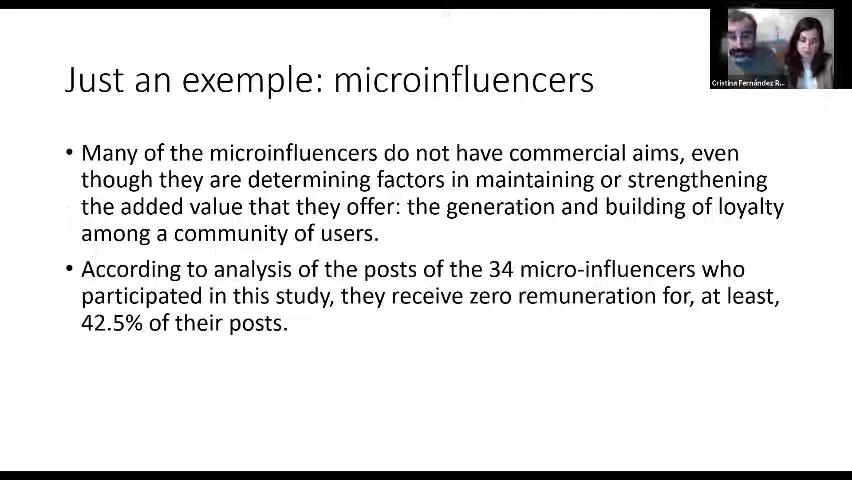 Just an exemple: microinfluencers
• Many of the microinfluencers do not have commercial aims, even
though they are determining factors in maintaining or strengthening
the added value that they offer: the generation and building of loyalty
among a community of users.
• According to analysis of the posts of the 34 micro-influencers who
participated in this study, they receive zero remuneration for, at least,
42.5% of their posts.
Cristina Fernández R...